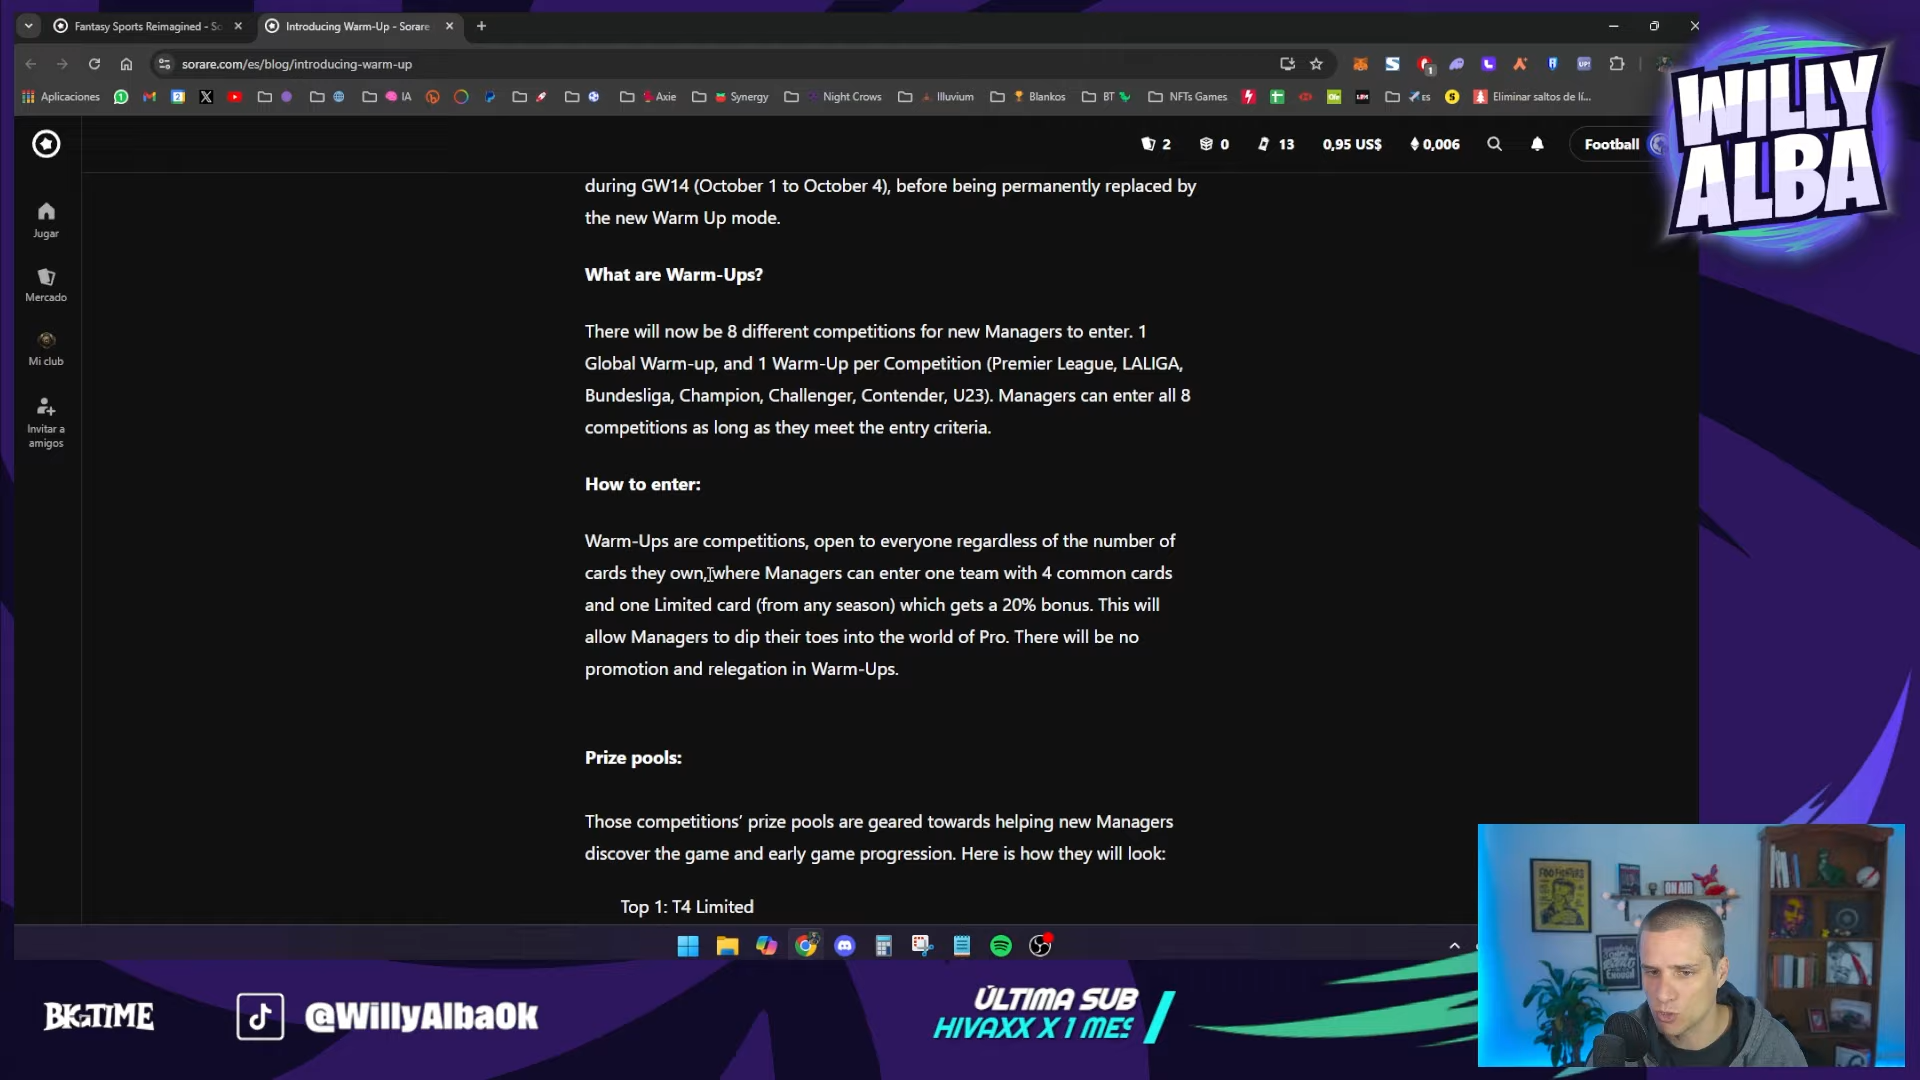 Fantasy Sports Reimagined - So
Introducing Warm-Up - Sorare
sorare.com/es/blog/introducing-warm-up
Aplicaciones
IA
Axie
Synergy
Night Crows
Illuvium
Blankos
BT
NFTs Games
ES
Eliminar saltos de lí...
2
0
13
0,95 US$
0,006
Football
WILLY
ALBA
Jugar
Mercado
Mi club
Invitar a
amigos
during GW14 (October 1 to October 4), before being permanently replaced by
the new Warm Up mode.
What are Warm-Ups?
There will now be 8 different competitions for new Managers to enter. 1
Global Warm-up, and 1 Warm-Up per Competition (Premier League, LALIGA,
Bundesliga, Champion, Challenger, Contender, U23). Managers can enter all 8
competitions as long as they meet the entry criteria.
How to enter:
Warm-Ups are competitions, open to everyone regardless of the number of
cards they own, where Managers can enter one team with 4 common cards
and one Limited card (from any season) which gets a 20% bonus. This will
allow Managers to dip their toes into the world of Pro. There will be no
promotion and relegation in Warm-Ups.
Prize pools:
Those competitions’ prize pools are geared towards helping new Managers
discover the game and early game progression. Here is how they will look:
Top 1: T4 Limited
FOO FIGHTERS
ON AIR
BIGTIME
@WillyAlbaOk
ÚLTIMA SUB
HIVAXX X 1 MES